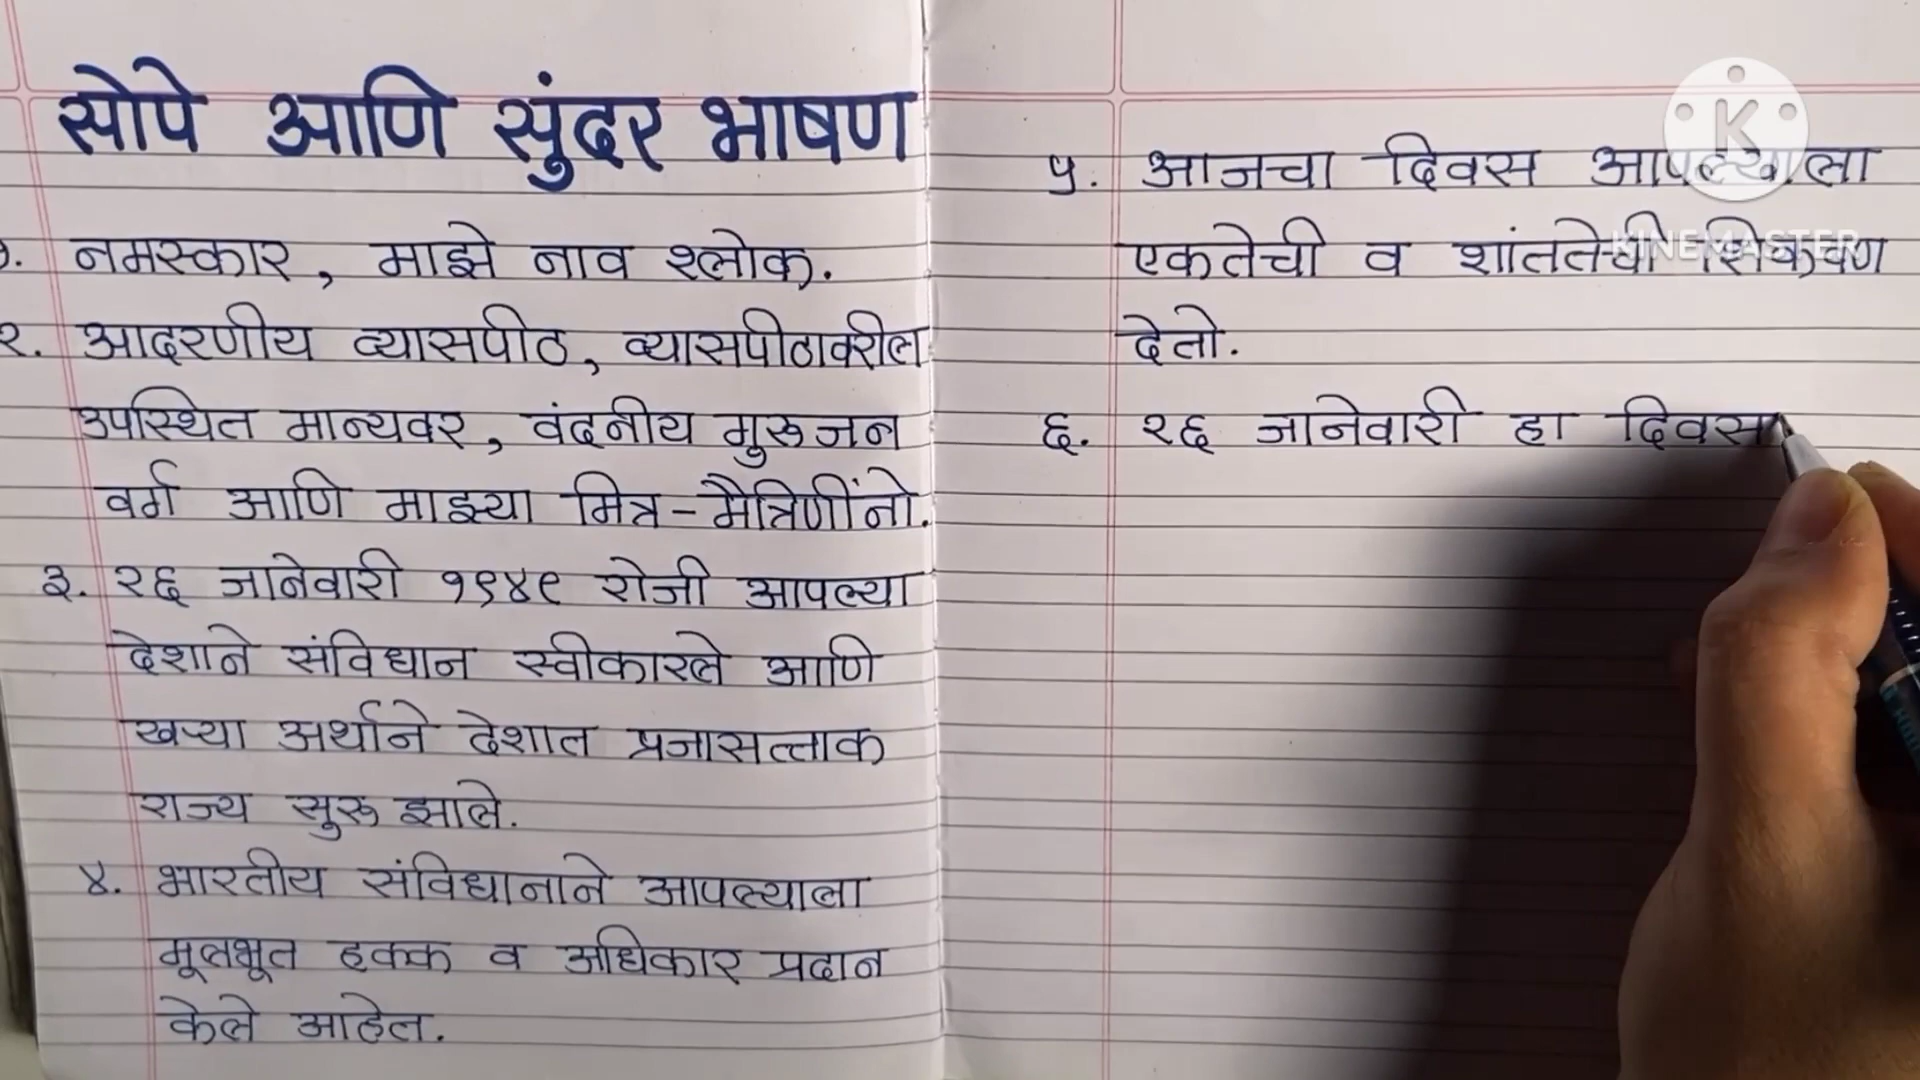 सोपे आणि सुंदर भाषण
१. नमस्कार, माझे नाव श्लोक.
२. आदरणीय व्यासपीठ, व्यासपीठावरील
उपस्थित मान्यवर, वंदनीय गुरुजन
वर्ग आणि माझ्या मित्र-मैत्रिणींनो.
३. २६ जानेवारी १९४९ रोजी आपल्या
देशाने संविधान स्वीकारले आणि
खऱ्या अर्थाने देशात प्रजासत्ताक
राज्य सुरु झाले.
४. भारतीय संविधानाने आपल्याला
मूलभूत हक्क व अधिकार प्रदान
केले आहेत.
५. आजचा दिवस आपल्याला
एकतेची व शांततेची शिकवण
देतो.
६. २६ जानेवारी हा दिवस
K
KINEMASTER